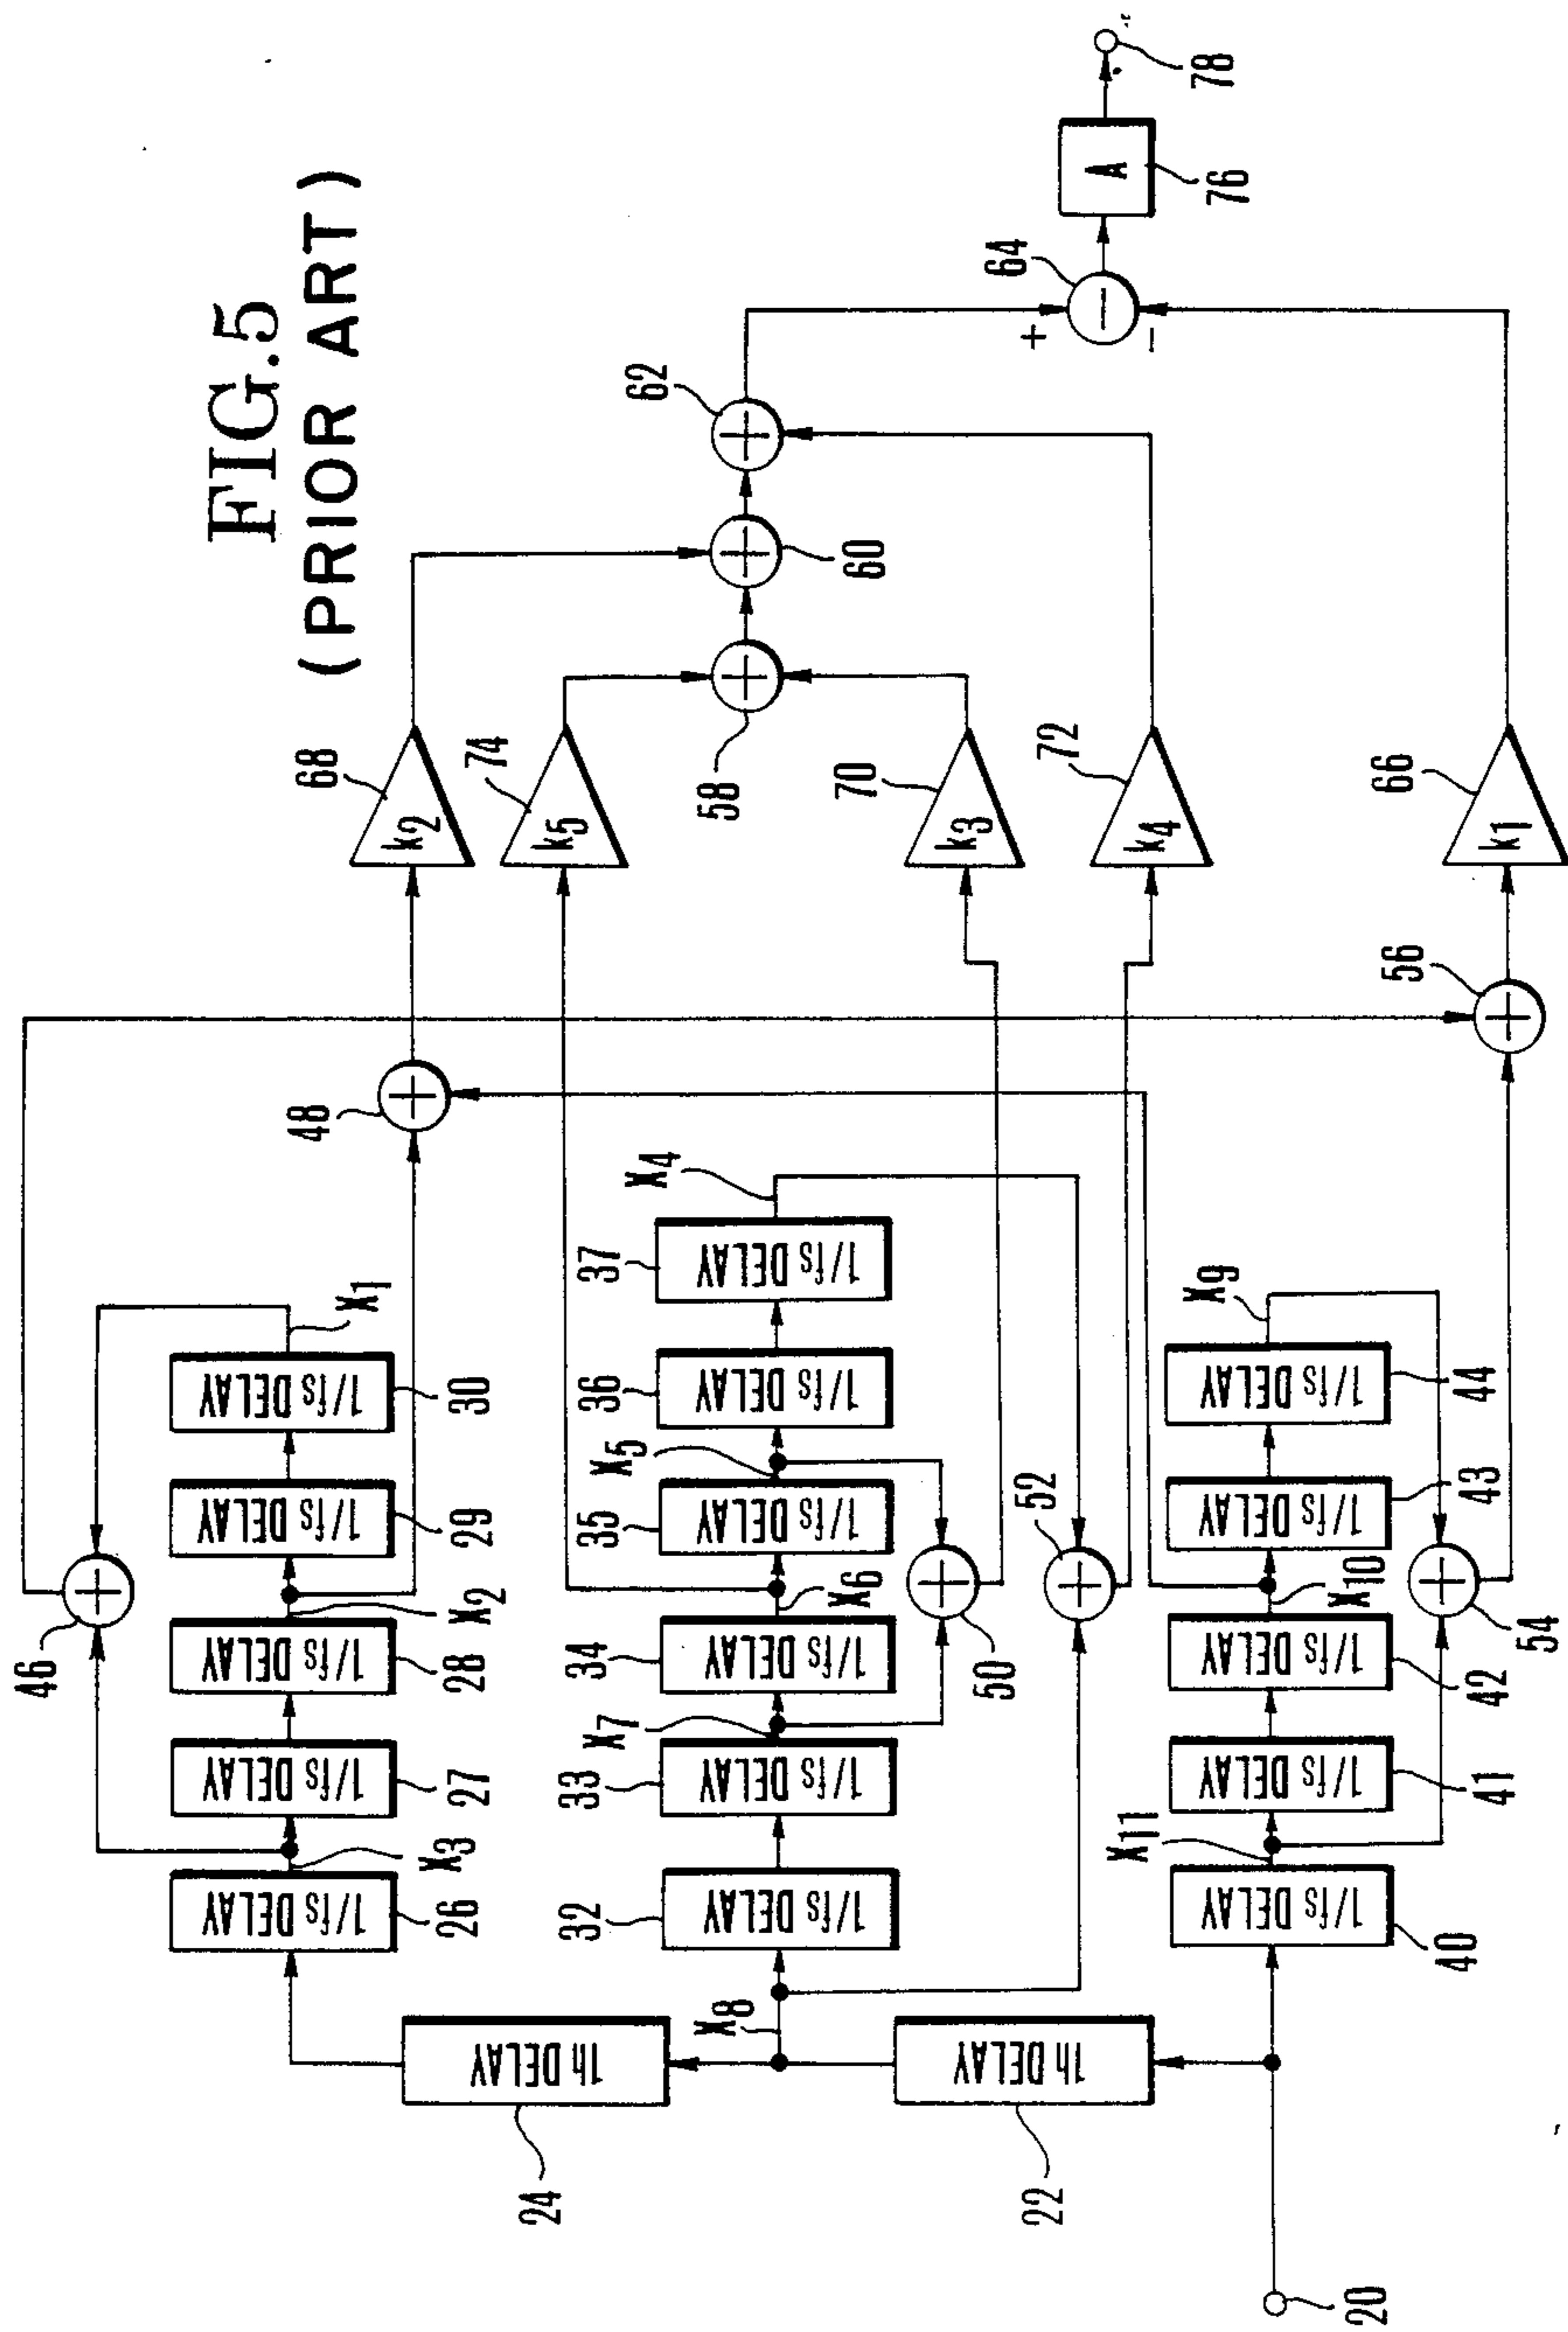 FIG.5
(PRIOR ART)
46
26
1/fs DELAY
X3
27
1/fs DELAY
28
1/fs DELAY
X2
29
1/fs DELAY
30
1/fs DELAY
X1
48
68
k2
24
1h DELAY
X8
32
1/fs DELAY
33
1/fs DELAY
X7
34
1/fs DELAY
X6
35
1/fs DELAY
X5
36
1/fs DELAY
37
1/fs DELAY
X4
74
k5
58
60
62
50
70
k3
52
72
k4
22
1h DELAY
20
40
1/fs DELAY
X11
41
1/fs DELAY
42
1/fs DELAY
X10
43
1/fs DELAY
44
1/fs DELAY
X9
54
56
66
k1
+
-
64
A
76
78